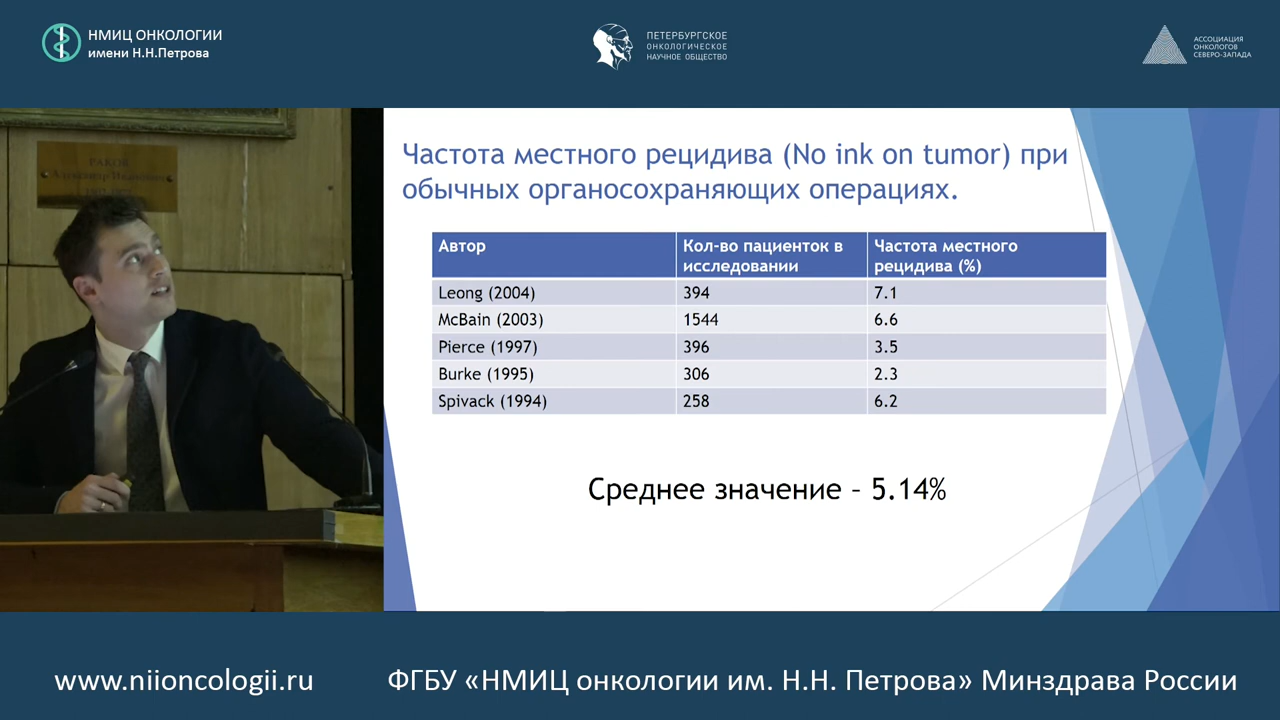 НМИЦ ОНКОЛОГИИ
имени Н.Н.Петрова
ПЕТЕРБУРГСКОЕ
ОНКОЛОГИЧЕСКОЕ
НАУЧНОЕ ОБЩЕСТВО
АССОЦИАЦИЯ
ОНКОЛОГОВ
СЕВЕРО-ЗАПАДА
РАКОВ
Частота местного рецидива (No ink on tumor) при
обычных органосохраняющих операциях.
Автор
Кол-во пациенток в
исследовании
Частота местного
рецидива (%)
Leong (2004) 394 7.1
McBain (2003) 1544 6.6
Pierce (1997) 396 3.5
Burke (1995) 306 2.3
Spivack (1994) 258 6.2
Среднее значение – 5.14%
www.niioncologii.ru
ФГБУ «НМИЦ онкологии им. Н.Н. Петрова» Минздрава России